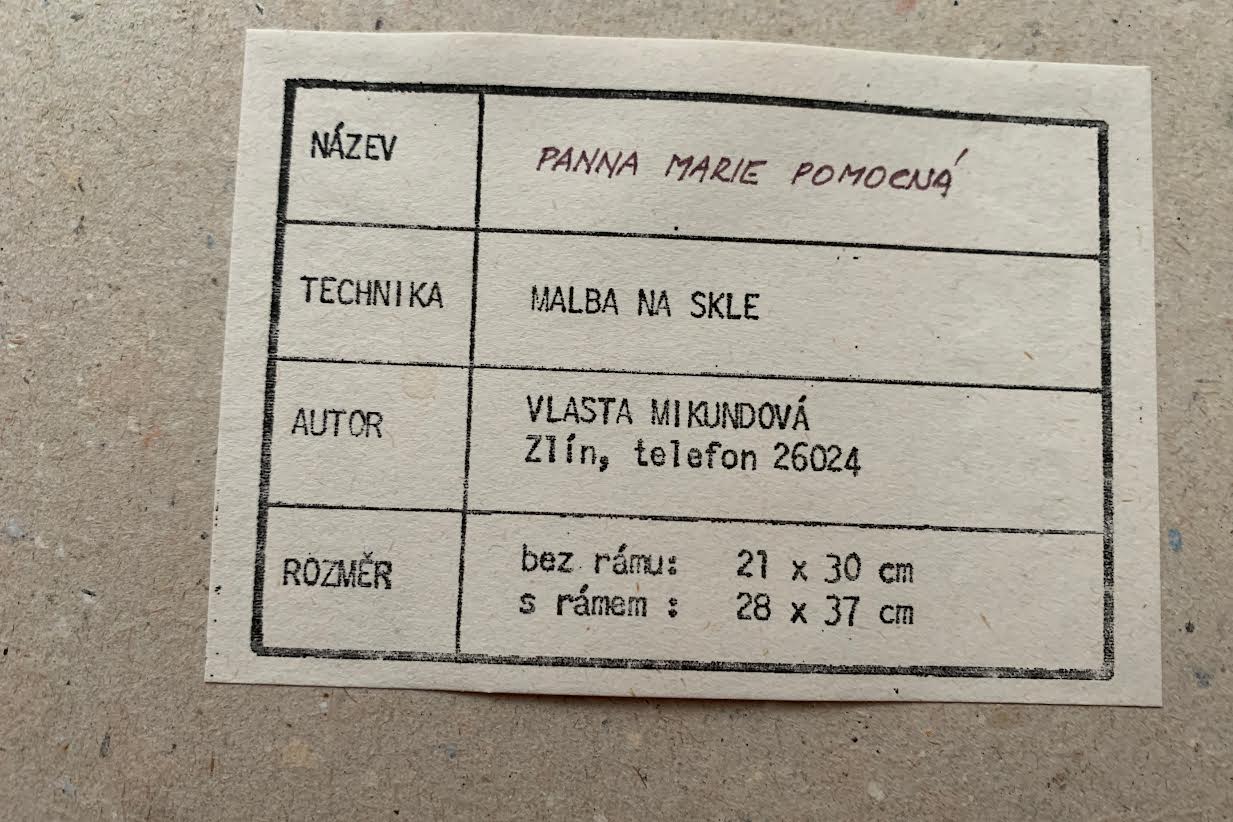 NÁZEV PANNA MARIE POMOCNÁ
TECHNIKA MALBA NA SKLE
AUTOR VLASTA MIKUNDOVÁ
Zlín, telefon 26024
ROZMĚR bez rámu: 21 x 30 cm
s rámem : 28 x 37 cm